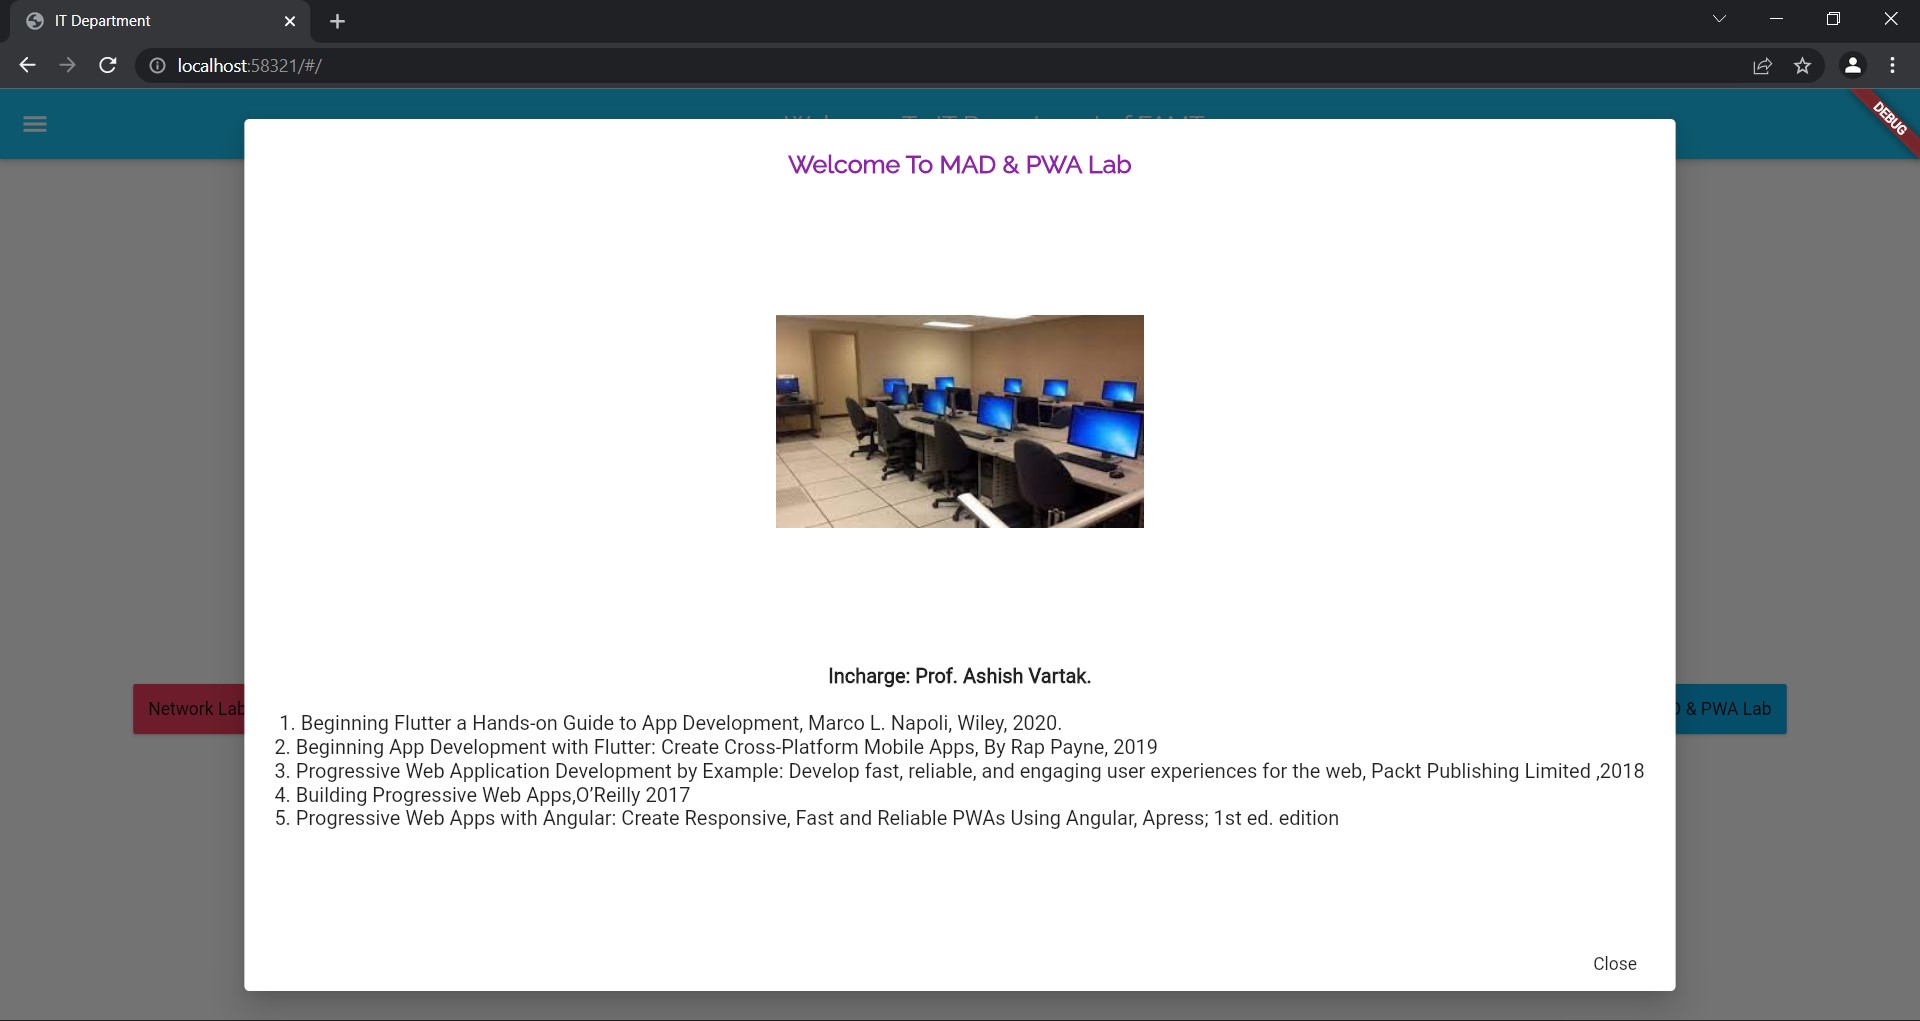 IT Department
localhost:58321/#/
DEBUG
Welcome To MAD & PWA Lab
Incharge: Prof. Ashish Vartak.
Network Lab
& PWA Lab
1. Beginning Flutter a Hands-on Guide to App Development, Marco L. Napoli, Wiley, 2020.
2. Beginning App Development with Flutter: Create Cross-Platform Mobile Apps, By Rap Payne, 2019
3. Progressive Web Application Development by Example: Develop fast, reliable, and engaging user experiences for the web, Packt Publishing Limited ,2018
4. Building Progressive Web Apps,O’Reilly 2017
5. Progressive Web Apps with Angular: Create Responsive, Fast and Reliable PWAs Using Angular, Apress; 1st ed. edition
Close